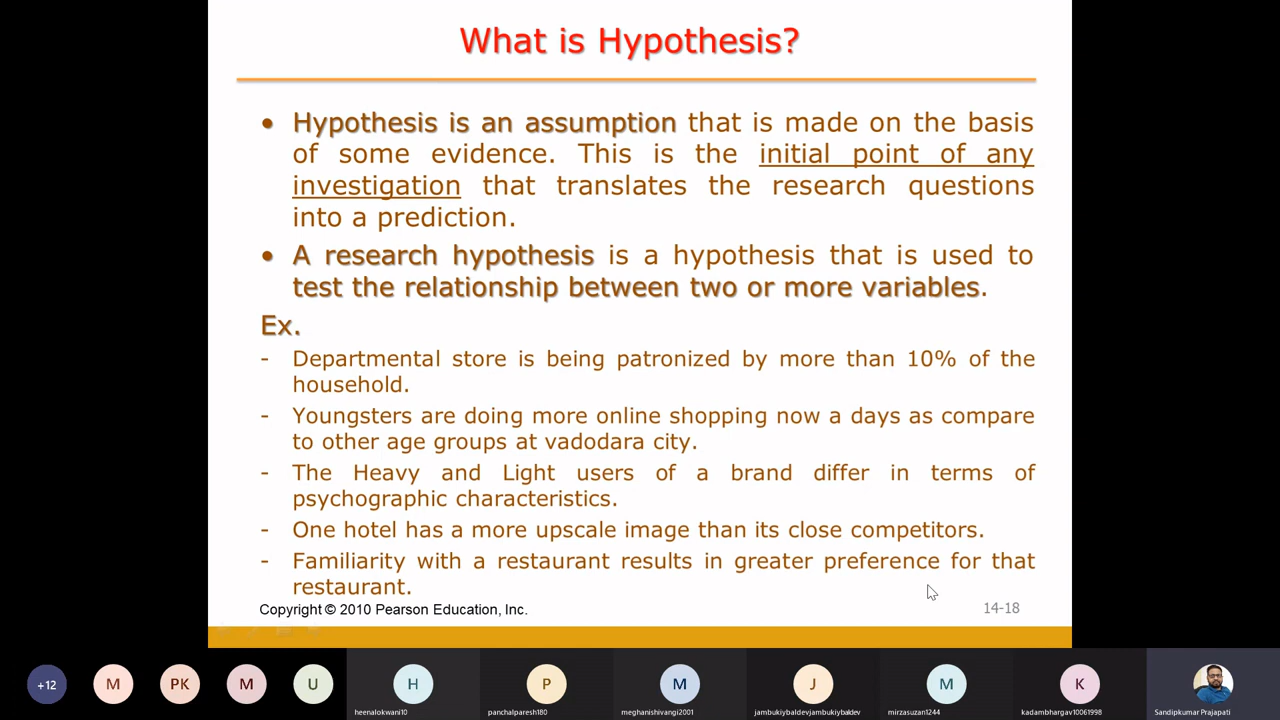 What is Hypothesis?
• Hypothesis is an assumption that is made on the basis
of some evidence. This is the initial point of any
investigation that translates the research questions
into a prediction.
• A research hypothesis is a hypothesis that is used to
test the relationship between two or more variables.
Ex.
- Departmental store is being patronized by more than 10% of the
household.
- Youngsters are doing more online shopping now a days as compare
to other age groups at vadodara city.
- The Heavy and Light users of a brand differ in terms of
psychographic characteristics.
- One hotel has a more upscale image than its close competitors.
- Familiarity with a restaurant results in greater preference for that
restaurant.
Copyright © 2010 Pearson Education, Inc.
14-18
+12 M PK M U H P M J M K
heenalokwani10 panchalparesh180 meghanishivangi2001 jambukiybaldevjambukiybaldev mirzasuzan1244 kadambhargav10061998 Sandipkumar Prajapati